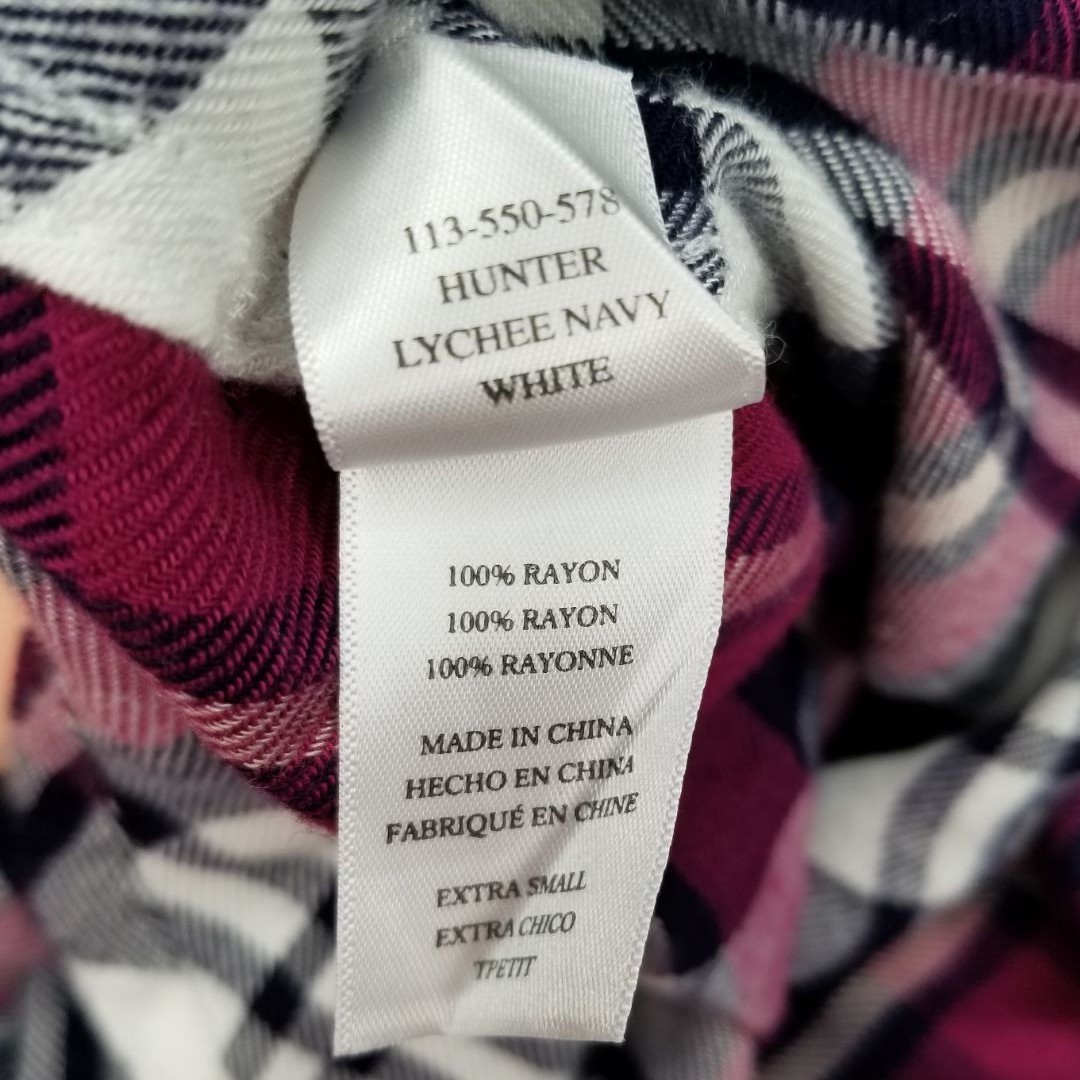 113-550-578
HUNTER
LYCHEE NAVY
WHITE
100% RAYON
100% RAYON
100% RAYONNE
MADE IN CHINA
HECHO EN CHINA
FABRIQUÉ EN CHINE
EXTRA SMALL
EXTRA CHICO
TPETIT